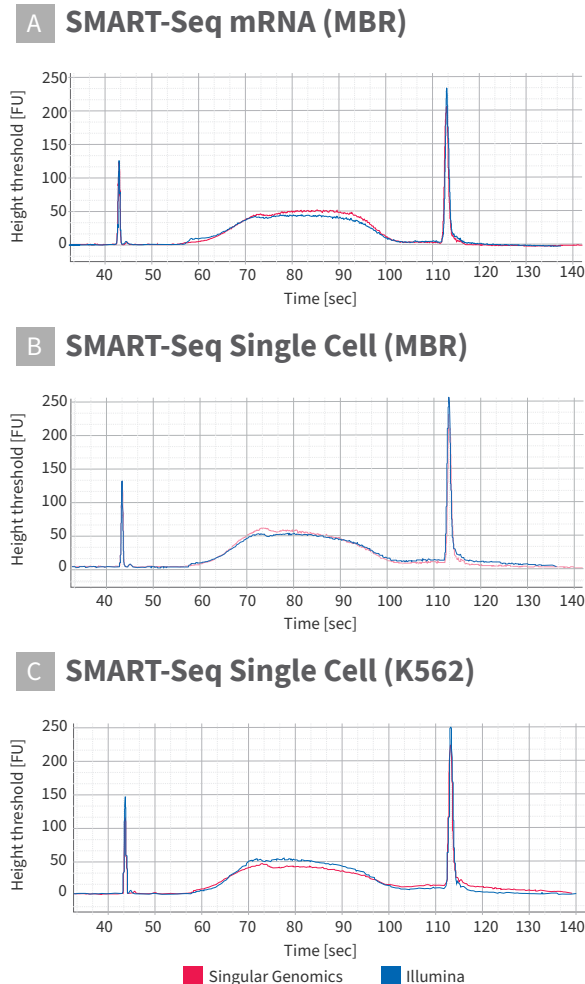 A SMART-Seq mRNA (MBR)
Height threshold [FU]
250
200
150
100
50
0
40 50 60 70 80 90 100 110 120 130 140
Time [sec]
B SMART-Seq Single Cell (MBR)
Height threshold [FU]
250
200
150
100
50
0
40 50 60 70 80 90 100 110 120 130 140
Time [sec]
C SMART-Seq Single Cell (K562)
Height threshold [FU]
250
200
150
100
50
0
40 50 60 70 80 90 100 110 120 130 140
Time [sec]
Singular Genomics Illumina